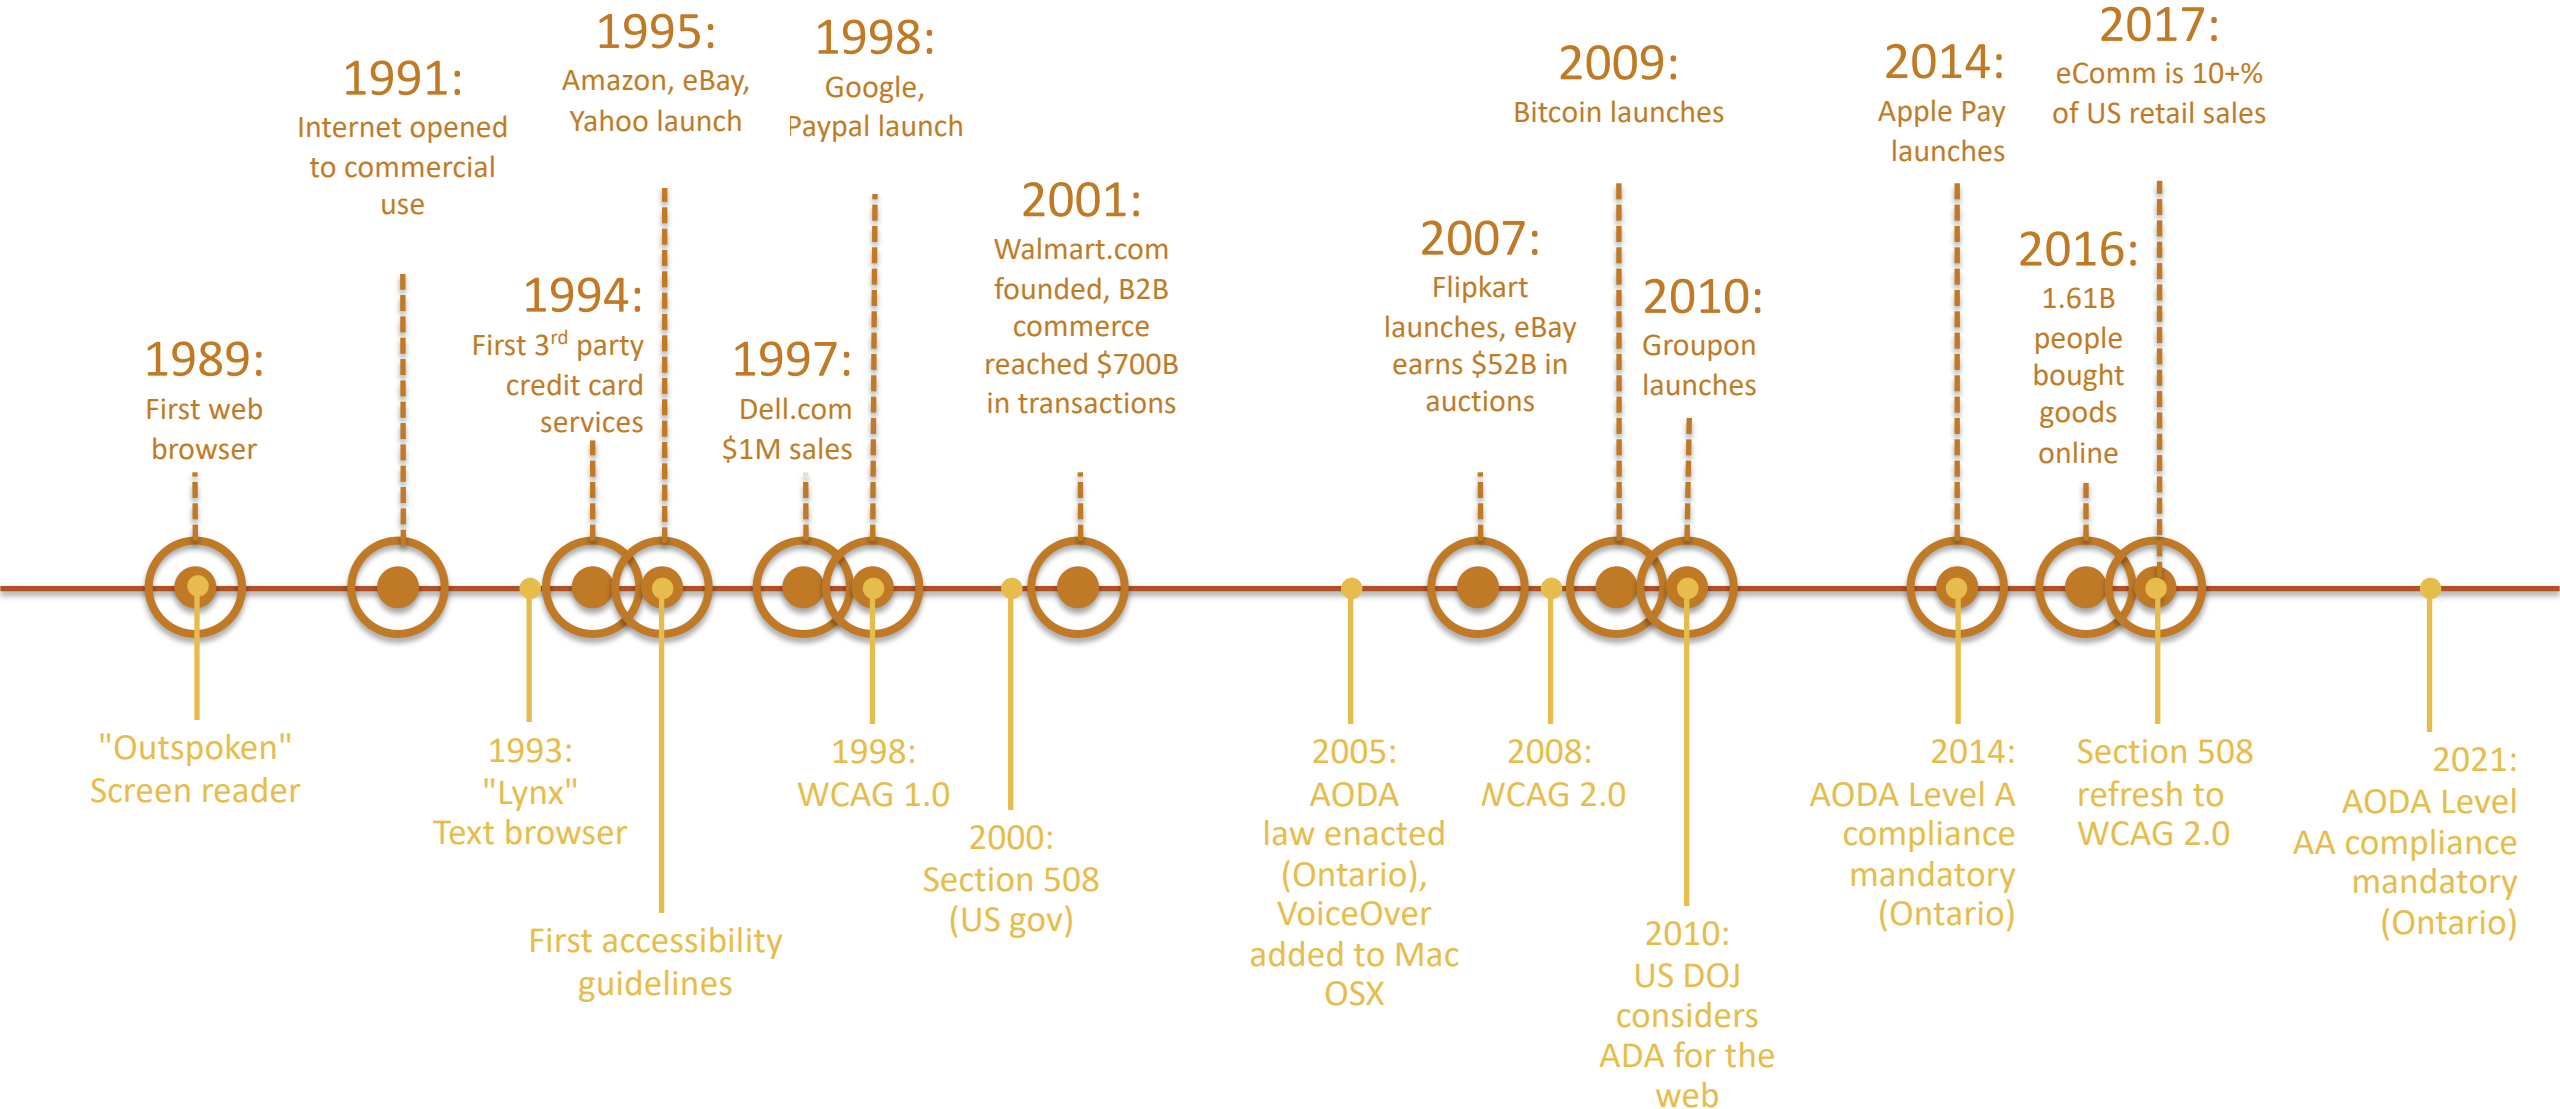 1989:
First web
browser
1991:
Internet opened
to commercial
use
1994:
First 3rd party
credit card
services
1995:
Amazon, eBay,
Yahoo launch
1997:
Dell.com
$1M sales
1998:
Google,
Paypal launch
2001:
Walmart.com
founded, B2B
commerce
reached $700B
in transactions
2007:
Flipkart
launches, eBay
earns $52B in
auctions
2009:
Bitcoin launches
2010:
Groupon
launches
2014:
Apple Pay
launches
2016:
1.61B
people
bought
goods
online
2017:
eComm is 10+%
of US retail sales
"Outspoken"
Screen reader
1993:
"Lynx"
Text browser
First accessibility
guidelines
1998:
WCAG 1.0
2000:
Section 508
(US gov)
2005:
AODA
law enacted
(Ontario),
VoiceOver
added to Mac
OSX
2008:
WCAG 2.0
2010:
US DOJ
considers
ADA for the
web
2014:
AODA Level A
compliance
mandatory
(Ontario)
Section 508
refresh to
WCAG 2.0
2021:
AODA Level
AA compliance
mandatory
(Ontario)